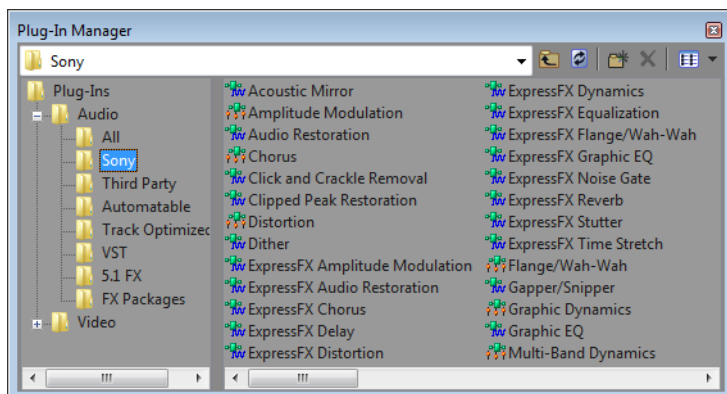 Plug-In Manager
Sony
Plug-Ins
Audio
All
Sony
Third Party
Automatable
Track Optimized
VST
5.1 FX
FX Packages
Video
Acoustic Mirror
Amplitude Modulation
Audio Restoration
Chorus
Click and Crackle Removal
Clipped Peak Restoration
Distortion
Dither
ExpressFX Amplitude Modulation
ExpressFX Audio Restoration
ExpressFX Chorus
ExpressFX Delay
ExpressFX Distortion
ExpressFX Dynamics
ExpressFX Equalization
ExpressFX Flange/Wah-Wah
ExpressFX Graphic EQ
ExpressFX Noise Gate
ExpressFX Reverb
ExpressFX Stutter
ExpressFX Time Stretch
Flange/Wah-Wah
Gapper/Snipper
Graphic Dynamics
Graphic EQ
Multi-Band Dynamics